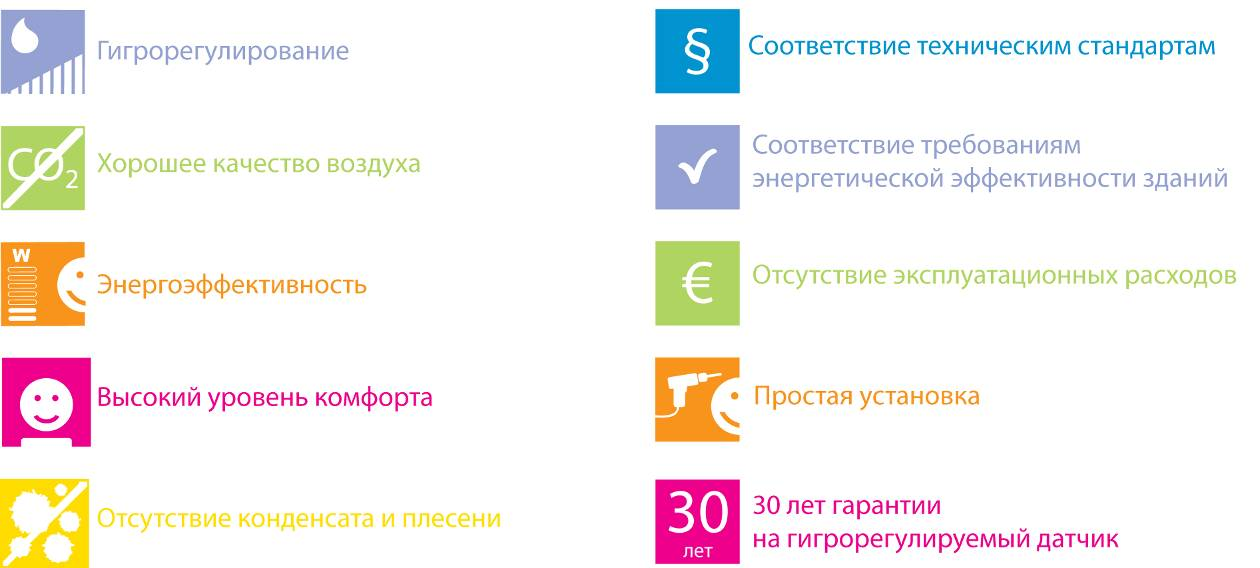 Гигрорегулирование
CO2
Хорошее качество воздуха
W
Энергоэффективность
Высокий уровень комфорта
Отсутствие конденсата и плесени
§
Соответствие техническим стандартам
Соответствие требованиям
энергетической эффективности зданий
€
Отсутствие эксплуатационных расходов
Простая установка
30
лет
30 лет гарантии
на гигрорегулируемый датчик